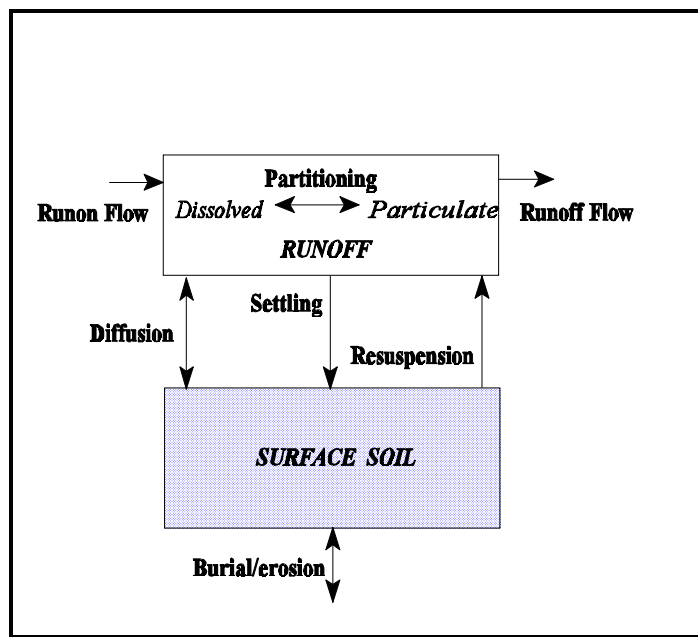 Partitioning
Runon Flow
Dissolved
Particulate
Runoff Flow
RUNOFF
Settling
Diffusion
Resuspension
SURFACE SOIL
Burial/erosion